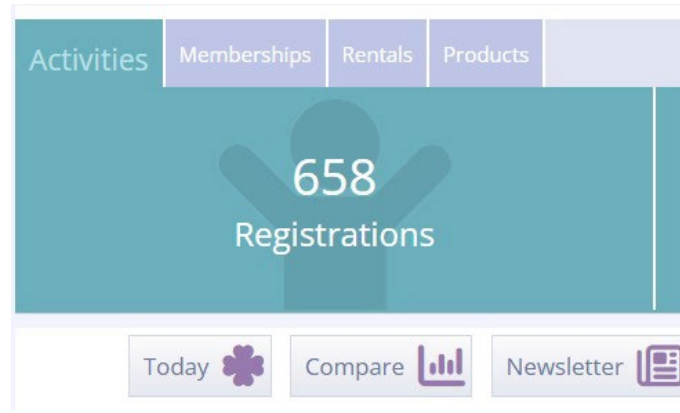 Activities Memberships Rentals Products
658
Registrations
Today Compare Newsletter